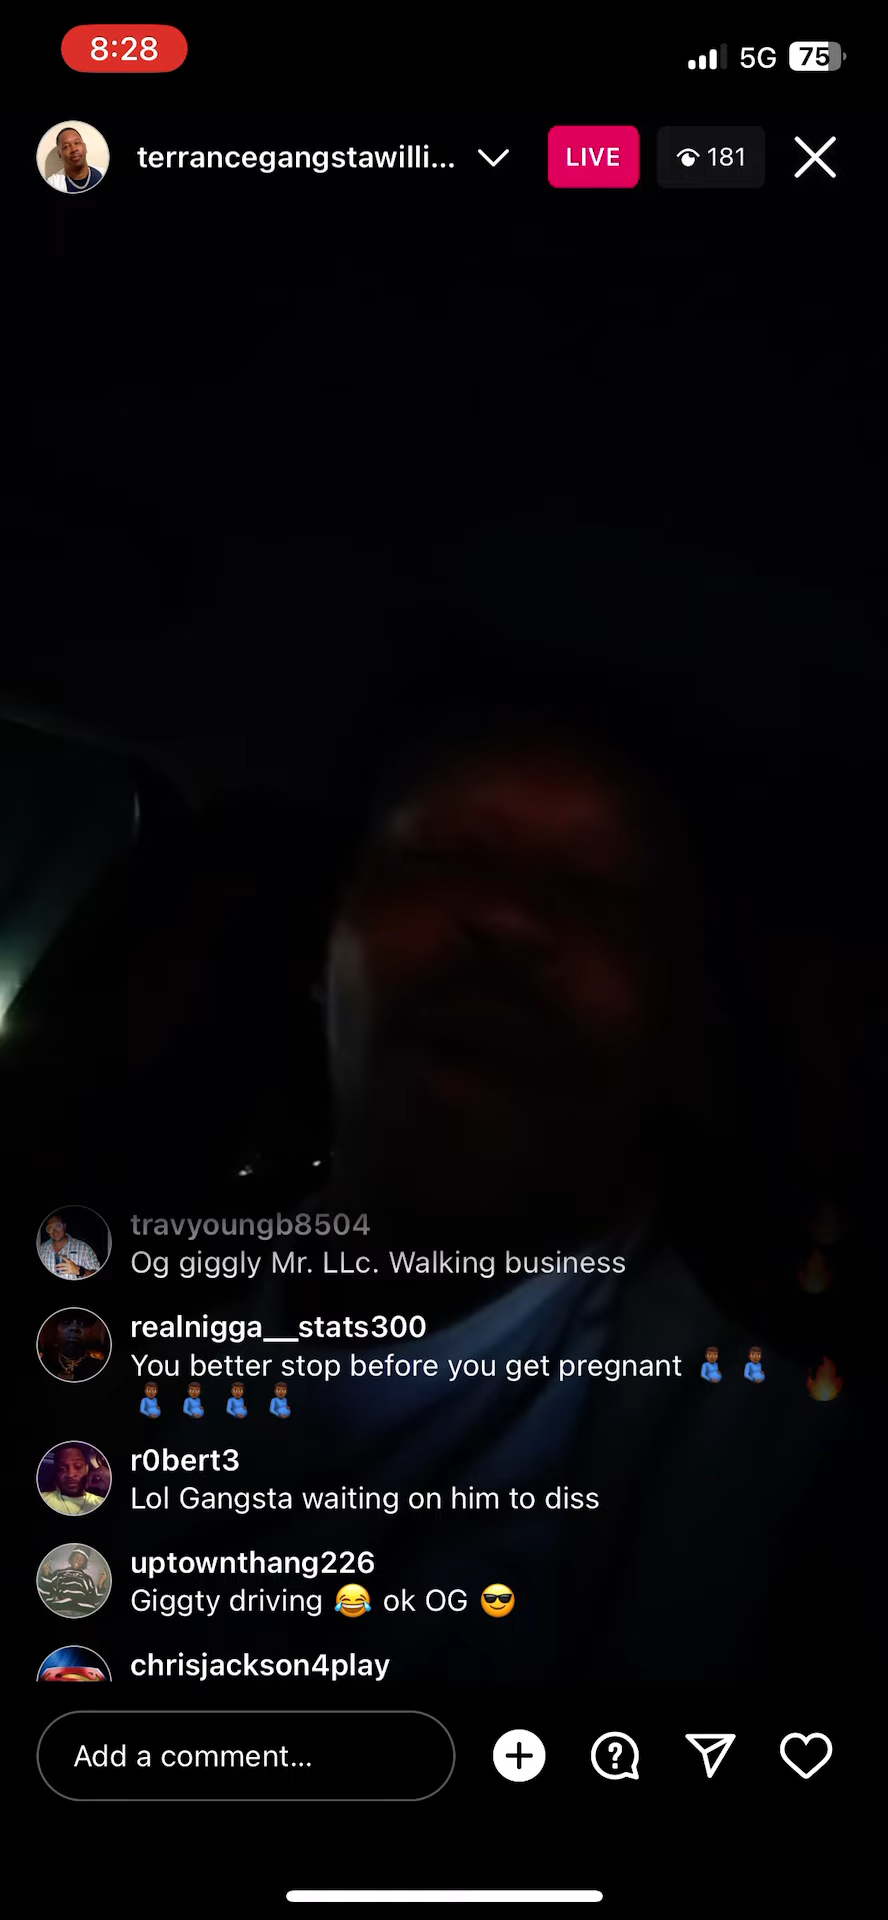 8:28
5G 75
terrancegangstawilli...
LIVE
181
travyoungb8504
Og giggly Mr. LLc. Walking business
realnigga__stats300
You better stop before you get pregnant 🫃🏾 🫃🏾
🫃🏾 🫃🏾 🫃🏾 🫃🏾
r0bert3
Lol Gangsta waiting on him to diss
uptownthang226
Giggty driving 😂 ok OG 😎
chrisjackson4play
Add a comment...